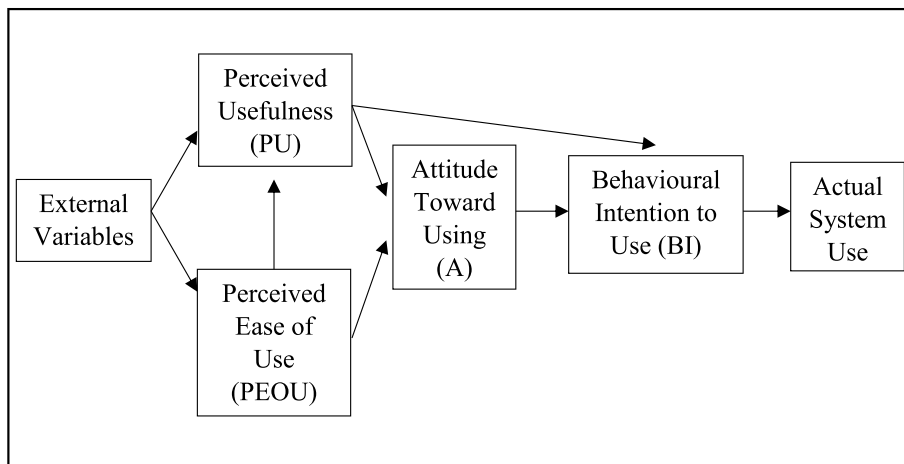 External
Variables
Perceived
Usefulness
(PU)
Perceived
Ease of
Use
(PEOU)
Attitude
Toward
Using
(A)
Behavioural
Intention to
Use (BI)
Actual
System
Use